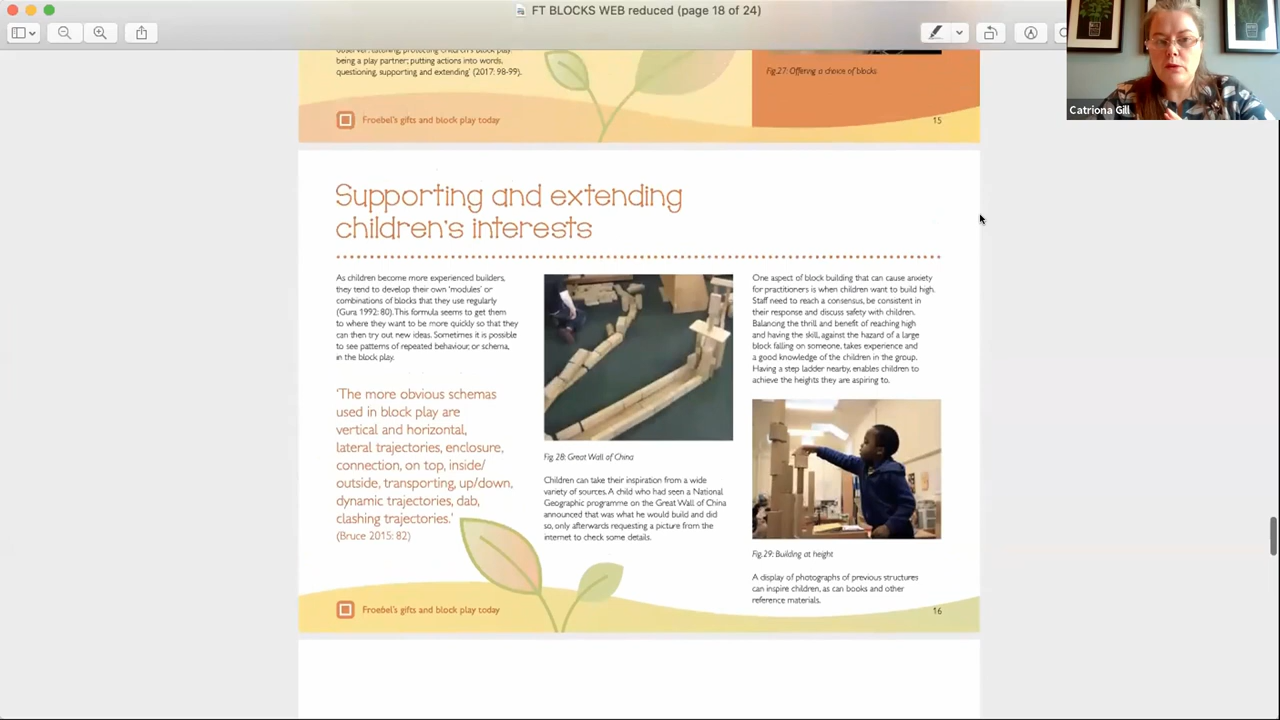 FT BLOCKS WEB reduced (page 18 of 24)
Catriona Gill
being a play partner; putting actions into words,
questioning, supporting and extending' (2017: 98-99).
Fig.27: Offering a choice of blocks
Froebel's gifts and block play today
15
Supporting and extending
children's interests
As children become more experienced builders,
they tend to develop their own 'modules' or
combinations of blocks that they use regularly
(Gura 1992: 80). This formula seems to get them
to where they want to be more quickly so that they
can then try out new ideas. Sometimes it is possible
to see patterns of repeated behaviour, or schema,
in the block play.
'The more obvious schemas
used in block play are
vertical and horizontal,
lateral trajectories, enclosure,
connection, on top, inside/
outside, transporting, up/down,
dynamic trajectories, dab,
clashing trajectories.'
(Bruce 2015: 82)
Fig 28: Great Wall of China
Children can take their inspiration from a wide
variety of sources. A child who had seen a National
Geographic programme on the Great Wall of China
announced that was what he would build and did
so, only afterwards requesting a picture from the
internet to check some details.
One aspect of block building that can cause anxiety
for practitioners is when children want to build high.
Staff need to reach a consensus, be consistent in
their response and discuss safety with children.
Balancing the thrill and benefit of reaching high
and having the skill, against the hazard of a large
block falling on someone, takes experience and
a good knowledge of the children in the group.
Having a step ladder nearby, enables children to
achieve the heights they are aspiring to.
Fig.29: Building at height
A display of photographs of previous structures
can inspire children, as can books and other
reference materials.
Froebel's gifts and block play today
16